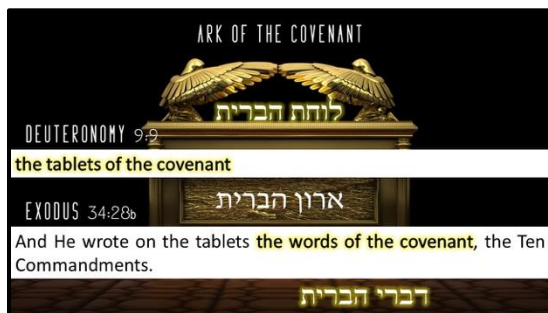 ARK OF THE COVENANT
לוחת הברית
DEUTERONOMY 9:9
the tablets of the covenant
ארון הברית
EXODUS 34:28b
And He wrote on the tablets the words of the covenant, the Ten
Commandments.
דברי הברית